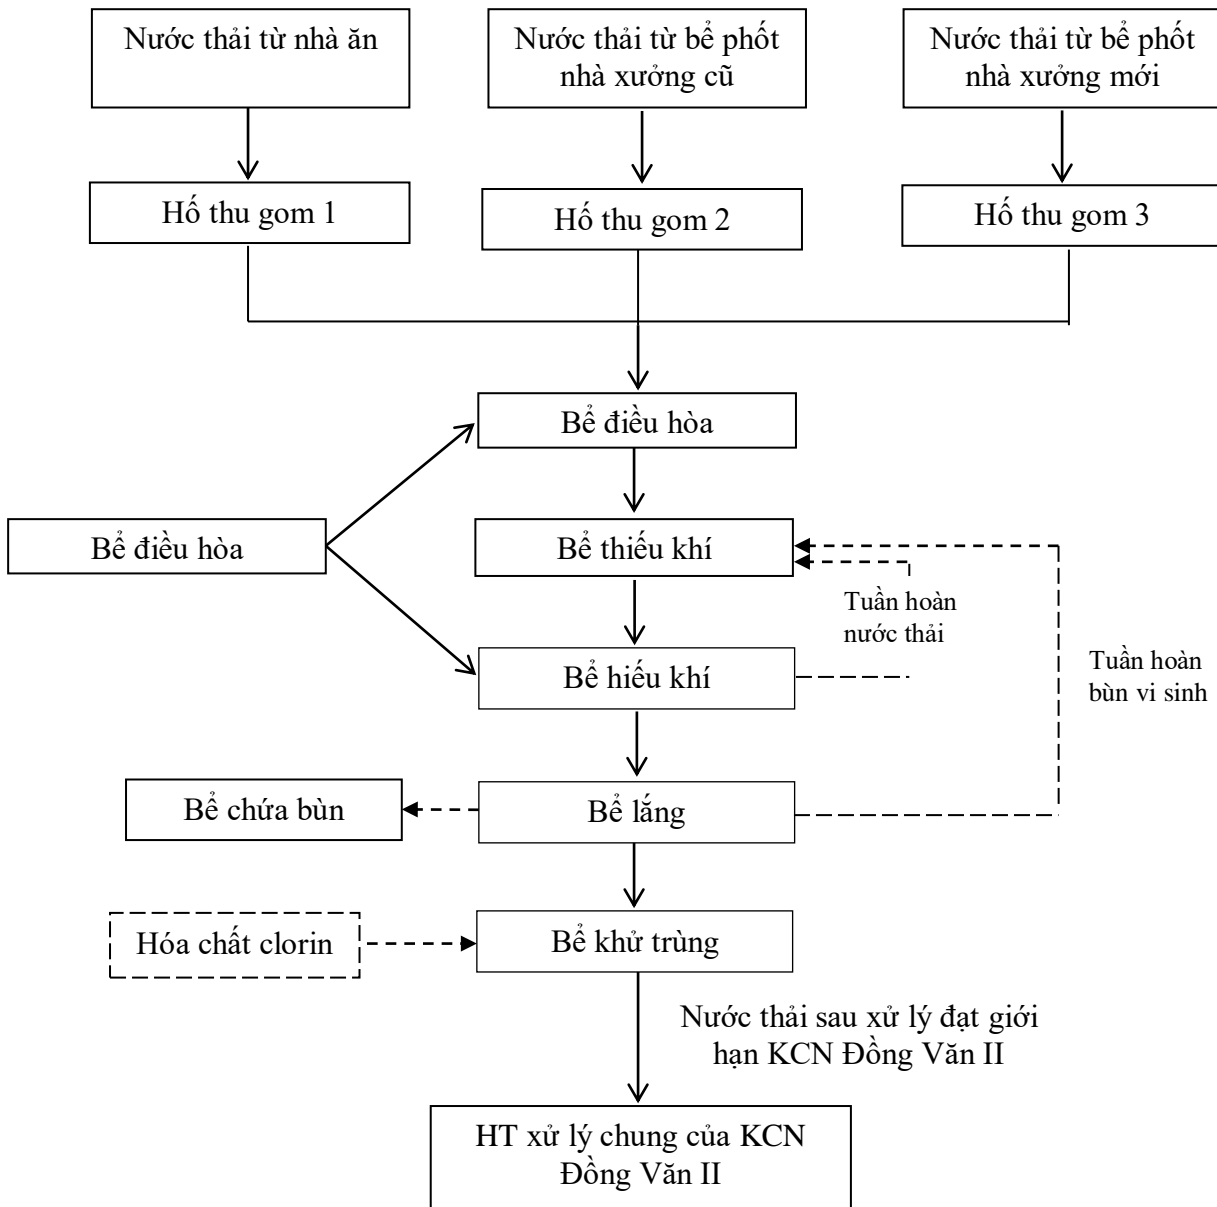 Nước thải từ nhà ăn
Nước thải từ bể phốt
nhà xưởng cũ
Nước thải từ bể phốt
nhà xưởng mới
Hố thu gom 1
Hố thu gom 2
Hố thu gom 3
Bể điều hòa
Bể điều hòa
Bể thiếu khí
Tuần hoàn
nước thải
Bể hiếu khí
Tuần hoàn
bùn vi sinh
Bể chứa bùn
Bể lắng
Hóa chất clorin
Bể khử trùng
Nước thải sau xử lý đạt giới
hạn KCN Đồng Văn II
HT xử lý chung của KCN
Đồng Văn II